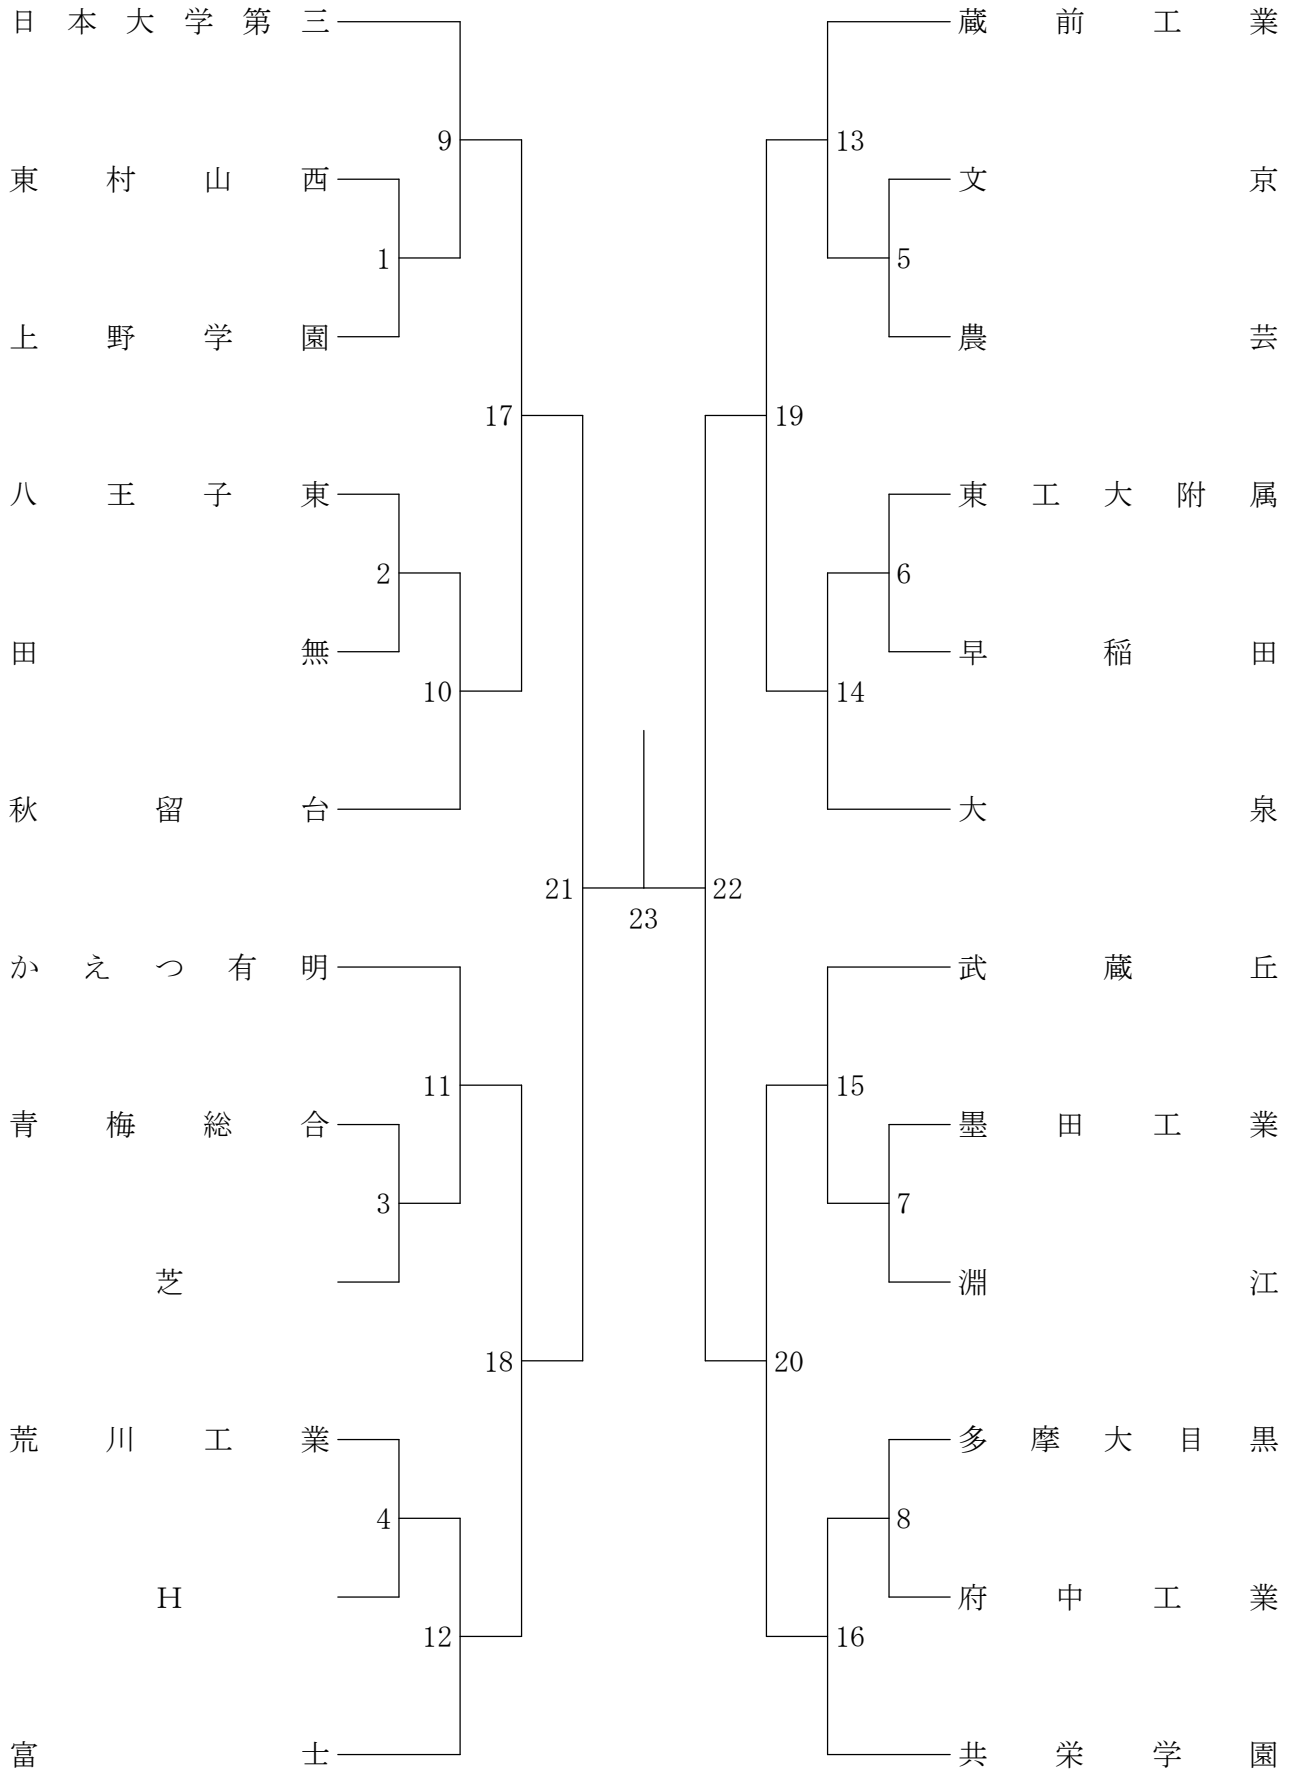 日本大学第三
東村山西
上野学園
八王子東
田無
秋留台
かえつ有明
青梅総合
芝
荒川工業
H
富士
9
1
17
2
10
21
11
3
18
4
12
23
13
5
19
6
14
22
15
7
20
8
16
蔵前工業
文京
農芸
東工大附属
早稲田
大泉
武蔵丘
墨田工業
淵江
多摩大目黒
府中工業
共栄学園